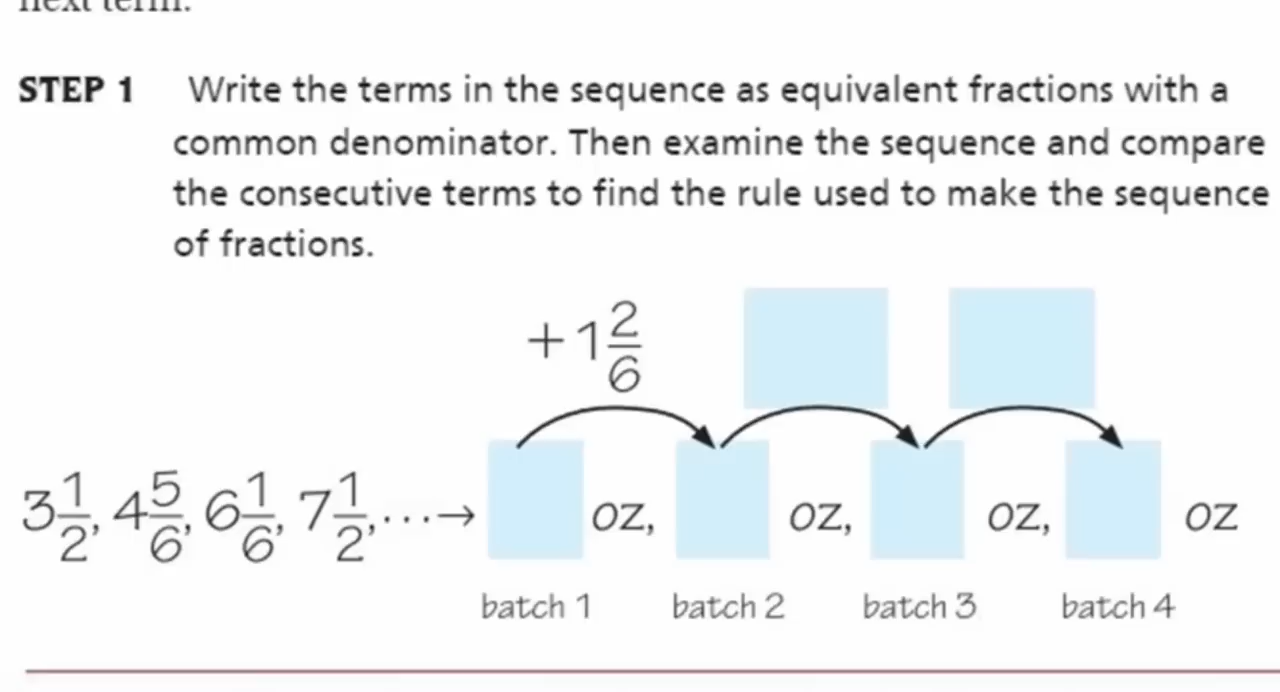 next term.
STEP 1 Write the terms in the sequence as equivalent fractions with a
common denominator. Then examine the sequence and compare
the consecutive terms to find the rule used to make the sequence
of fractions.
+1 2/6
3 1/2, 4 5/6, 6 1/6, 7 1/2, ...→ oz, oz, oz, oz
batch 1 batch 2 batch 3 batch 4